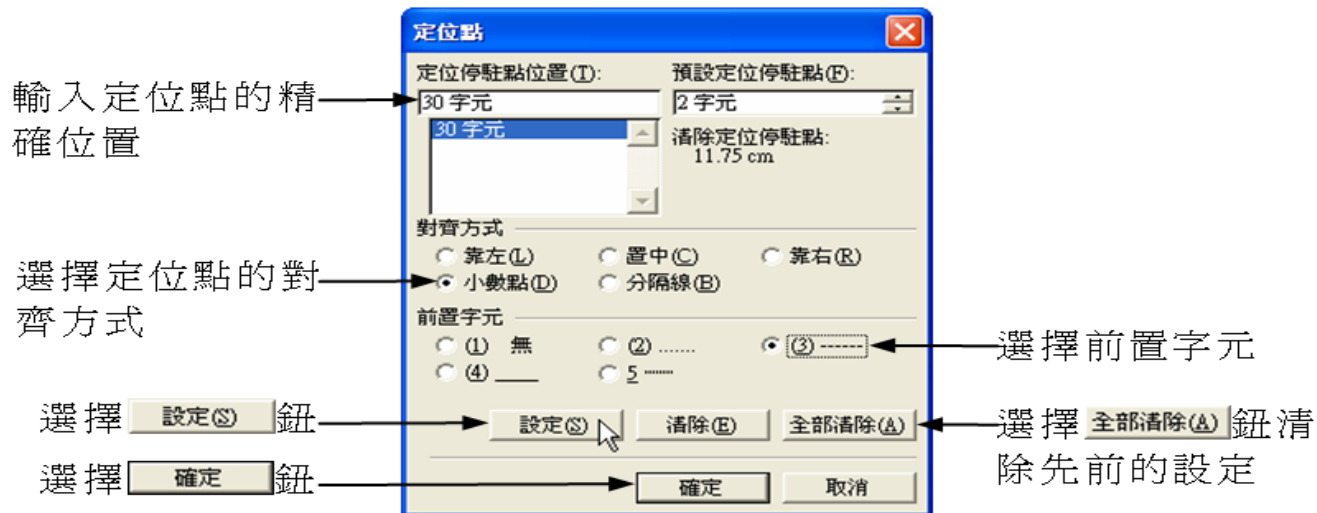 定位點
輸入定位點的精
確位置
定位停駐點位置(T):
30 字元
30 字元
預設定位停駐點(F):
2 字元
清除定位停駐點:
11.75 cm
選擇定位點的對
齊方式
對齊方式
靠左(L) 置中(C) 靠右(R)
小數點(D) 分隔線(B)
前置字元
(1) 無 (2) ....... (3) ------
(4) ____ 5 ┈┈
選擇前置字元
選擇 設定(S) 鈕
設定(S) 清除(E) 全部清除(A)
選擇 全部清除(A) 鈕清
除先前的設定
選擇 確定 鈕
確定 取消